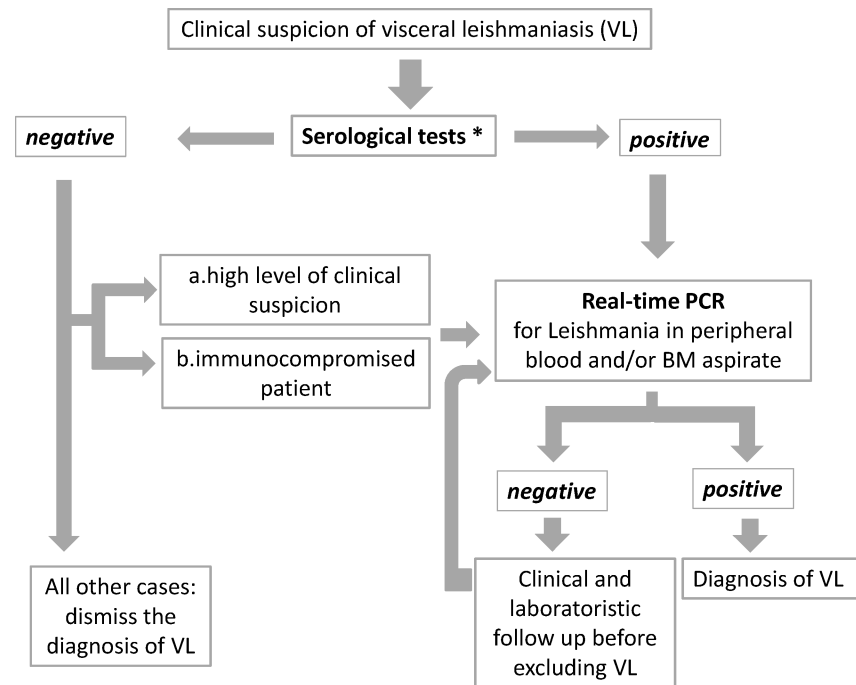 Clinical suspicion of visceral leishmaniasis (VL)
negative
Serological tests *
positive
a.high level of clinical
suspicion
b.immunocompromised
patient
Real-time PCR
for Leishmania in peripheral
blood and/or BM aspirate
negative
positive
All other cases:
dismiss the
diagnosis of VL
Clinical and
laboratoristic
follow up before
excluding VL
Diagnosis of VL